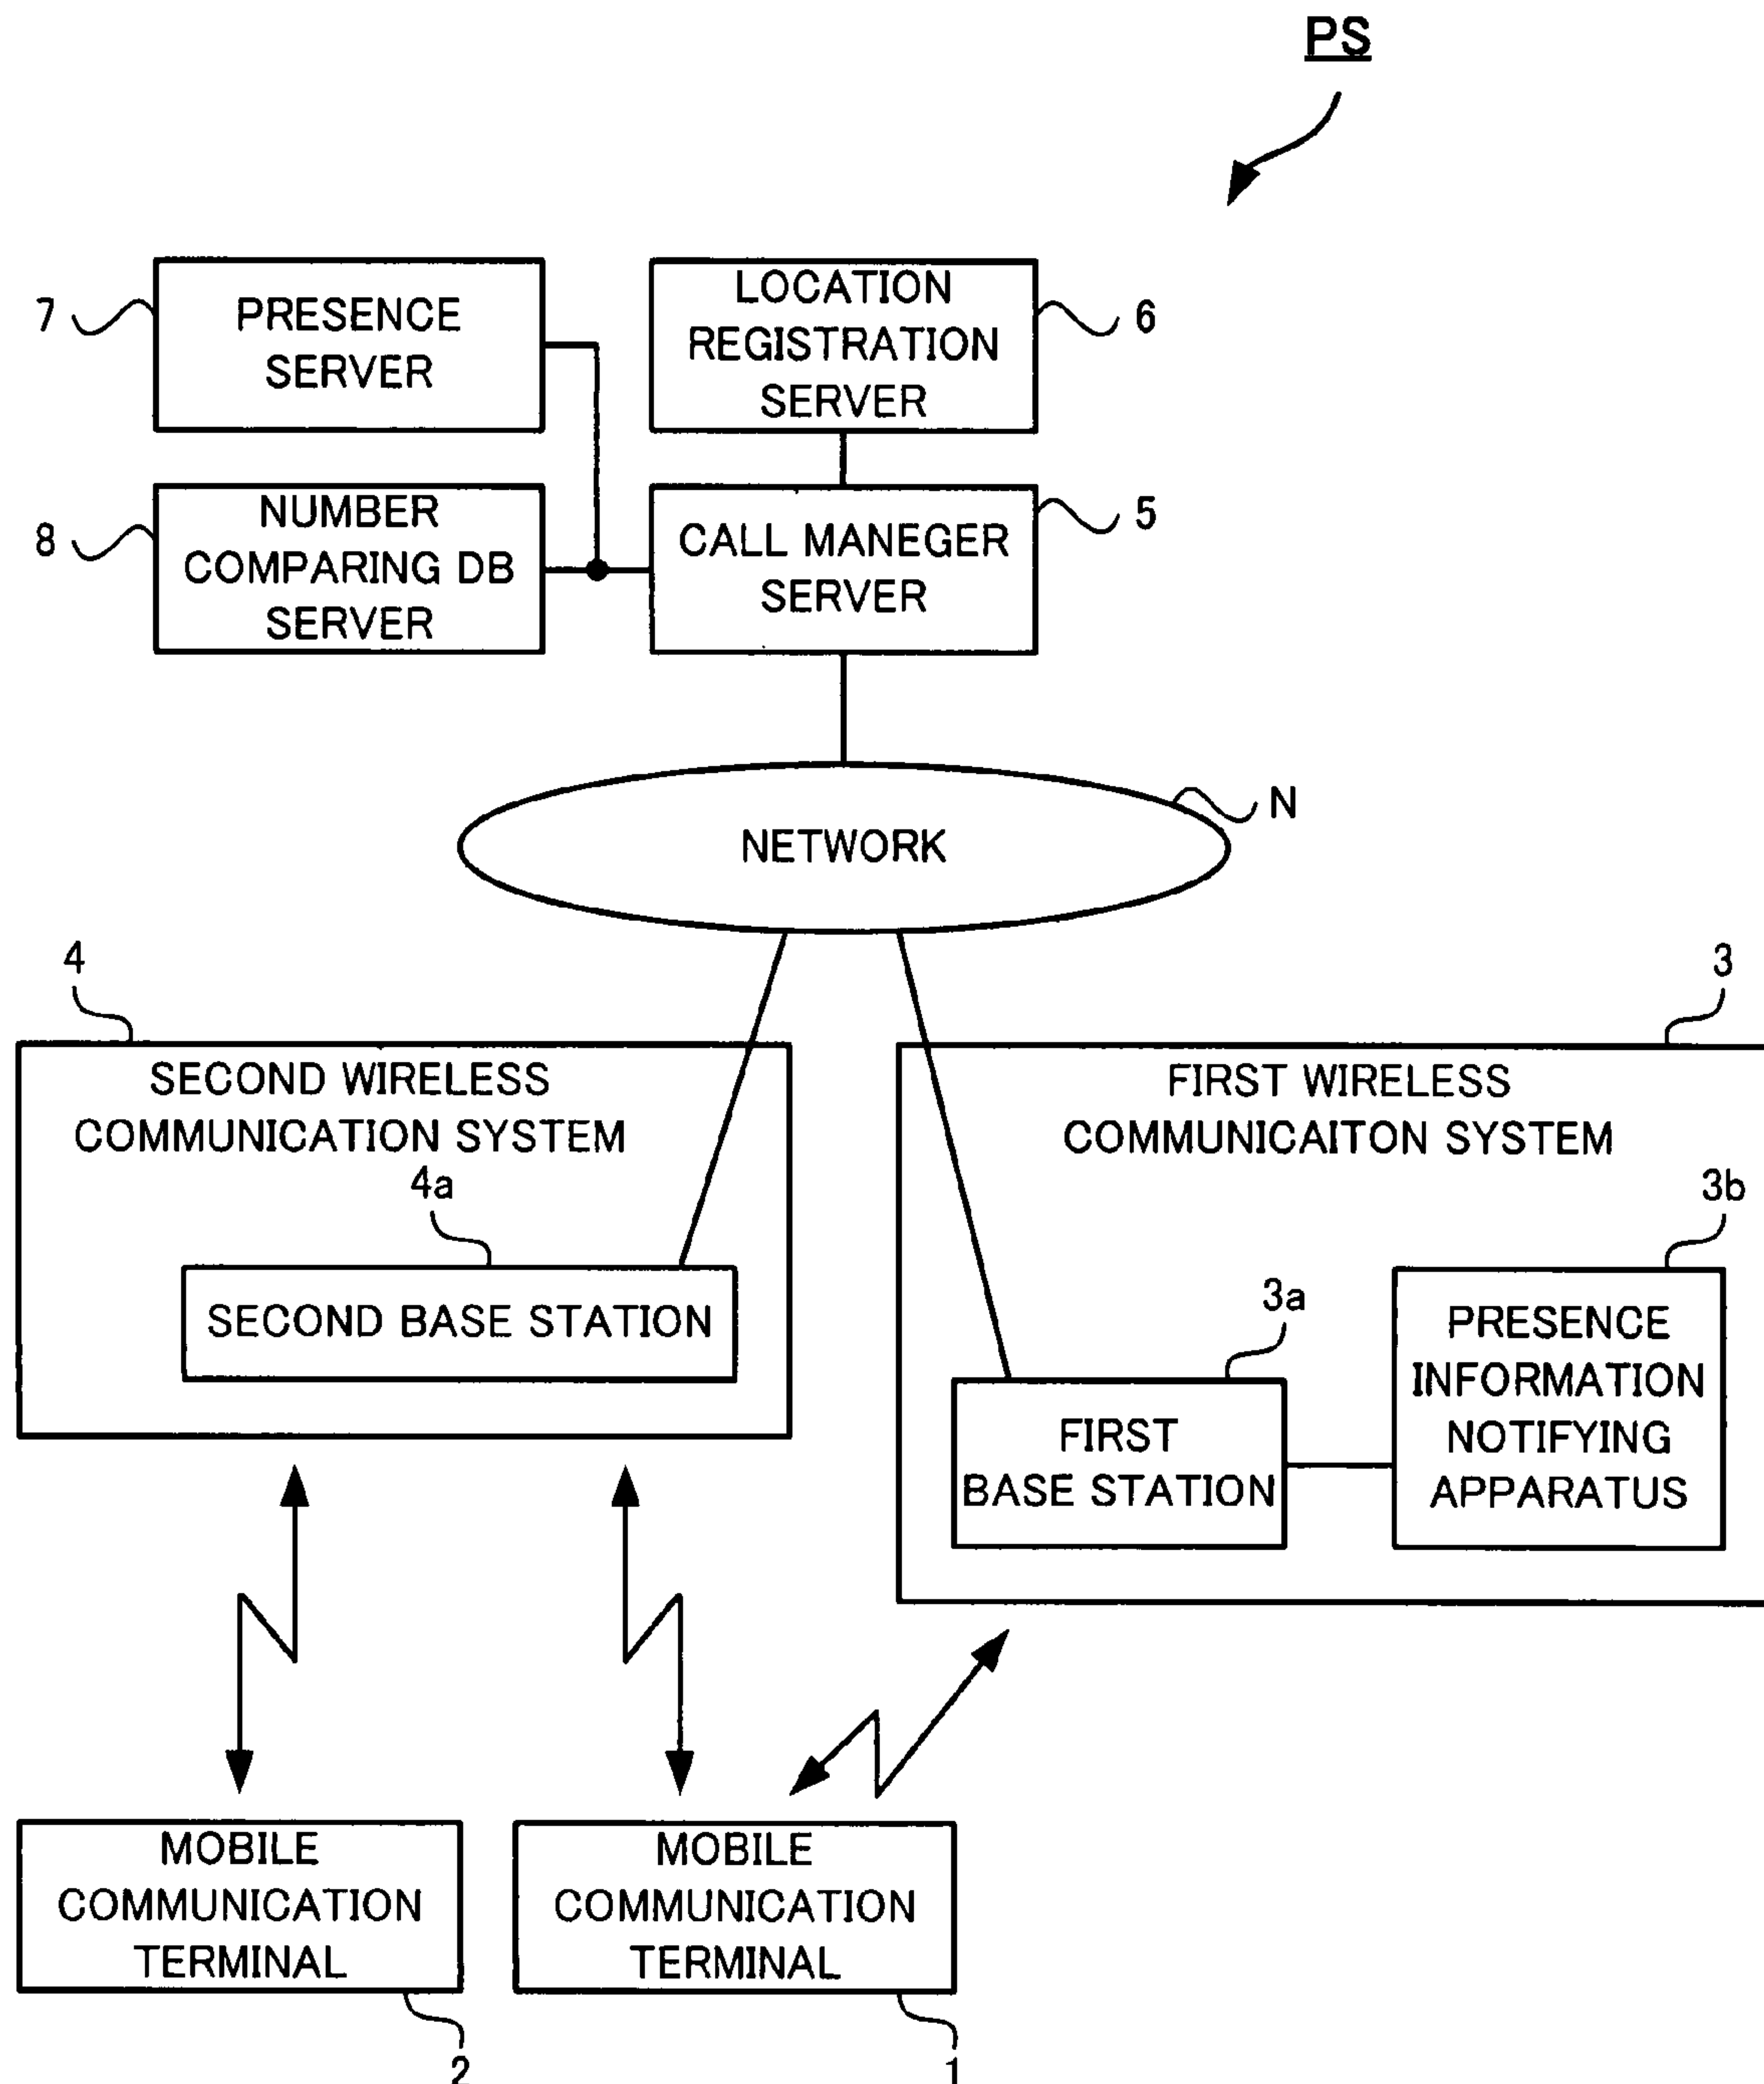 PS
7
PRESENCE
SERVER
LOCATION
REGISTRATION
SERVER
6
8
NUMBER
COMPARING DB
SERVER
CALL MANEGER
SERVER
5
NETWORK
N
4
SECOND WIRELESS
COMMUNICATION SYSTEM
4a
SECOND BASE STATION
3
FIRST WIRELESS
COMMUNICAITON SYSTEM
3b
3a
PRESENCE
INFORMATION
NOTIFYING
APPARATUS
FIRST
BASE STATION
MOBILE
COMMUNICATION
TERMINAL
2
MOBILE
COMMUNICATION
TERMINAL
1